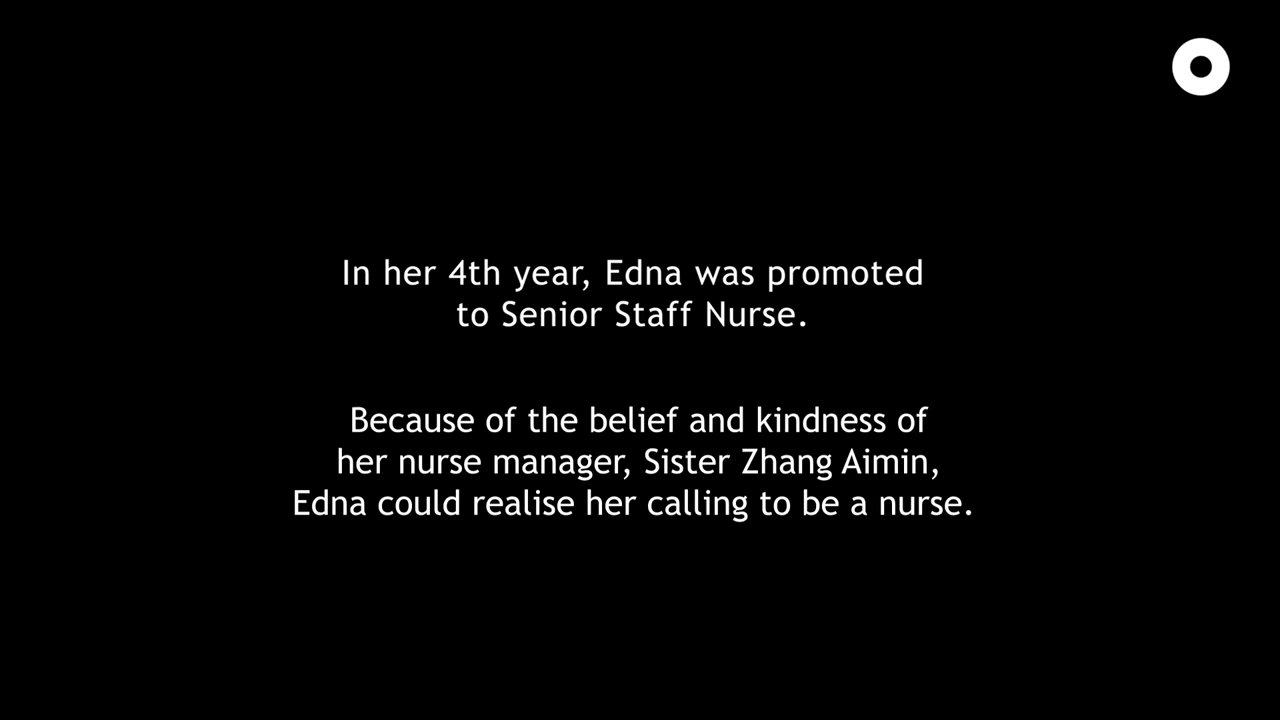 In her 4th year, Edna was promoted
to Senior Staff Nurse.
Because of the belief and kindness of
her nurse manager, Sister Zhang Aimin,
Edna could realise her calling to be a nurse.